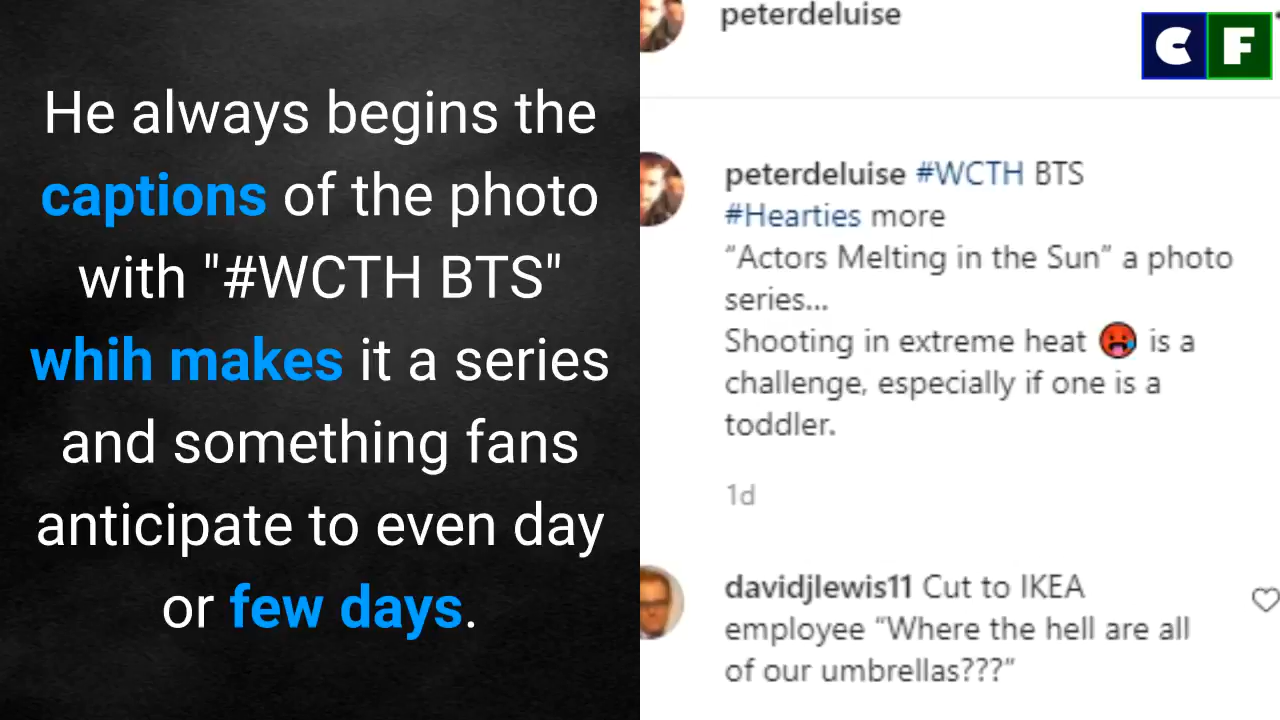 He always begins the
captions of the photo
with "#WCTH BTS"
whih makes it a series
and something fans
anticipate to even day
or few days.
peterdeluise
CF
peterdeluise #WCTH BTS
#Hearties more
“Actors Melting in the Sun” a photo
series...
Shooting in extreme heat 🥵 is a
challenge, especially if one is a
toddler.
1d
davidjlewis11 Cut to IKEA
employee “Where the hell are all
of our umbrellas???”